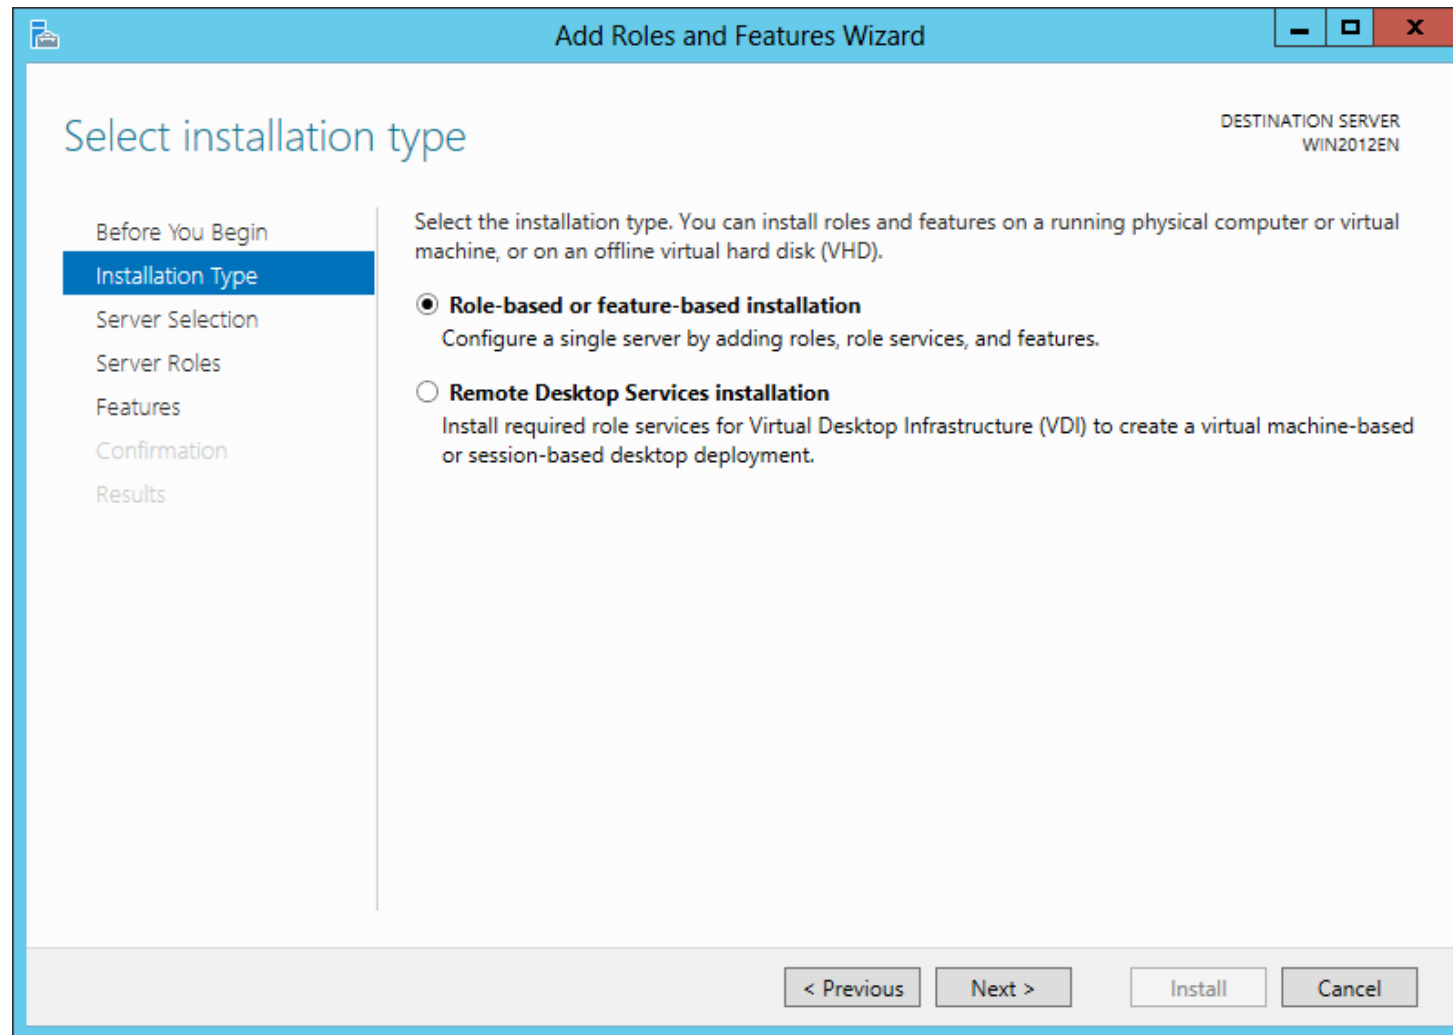 Add Roles and Features Wizard
Select installation type
DESTINATION SERVER
WIN2012EN
Before You Begin
Installation Type
Server Selection
Server Roles
Features
Confirmation
Results
Select the installation type. You can install roles and features on a running physical computer or virtual
machine, or on an offline virtual hard disk (VHD).
Role-based or feature-based installation
Configure a single server by adding roles, role services, and features.
Remote Desktop Services installation
Install required role services for Virtual Desktop Infrastructure (VDI) to create a virtual machine-based
or session-based desktop deployment.
< Previous
Next >
Install
Cancel